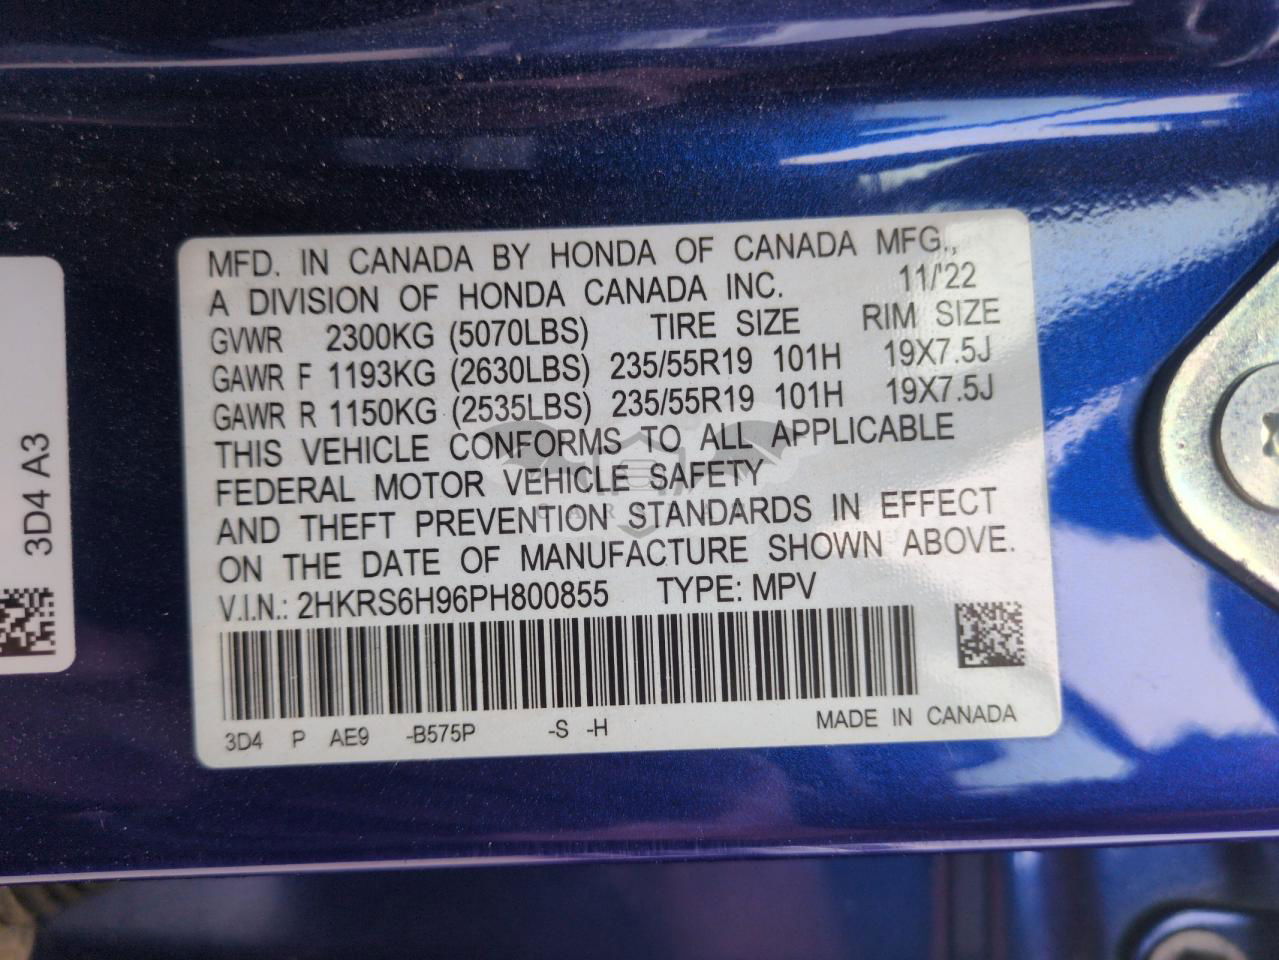 MFD. IN CANADA BY HONDA OF CANADA MFG.,
A DIVISION OF HONDA CANADA INC. 11/'22
GVWR 2300KG (5070LBS) TIRE SIZE RIM SIZE
GAWR F 1193KG (2630LBS) 235/55R19 101H 19X7.5J
GAWR R 1150KG (2535LBS) 235/55R19 101H 19X7.5J
THIS VEHICLE CONFORMS TO ALL APPLICABLE
FEDERAL MOTOR VEHICLE SAFETY
AND THEFT PREVENTION STANDARDS IN EFFECT
ON THE DATE OF MANUFACTURE SHOWN ABOVE.
V.I.N.: 2HKRS6H96PH800855 TYPE: MPV
3D4 P AE9 -B575P -S -H MADE IN CANADA
3D4 A3